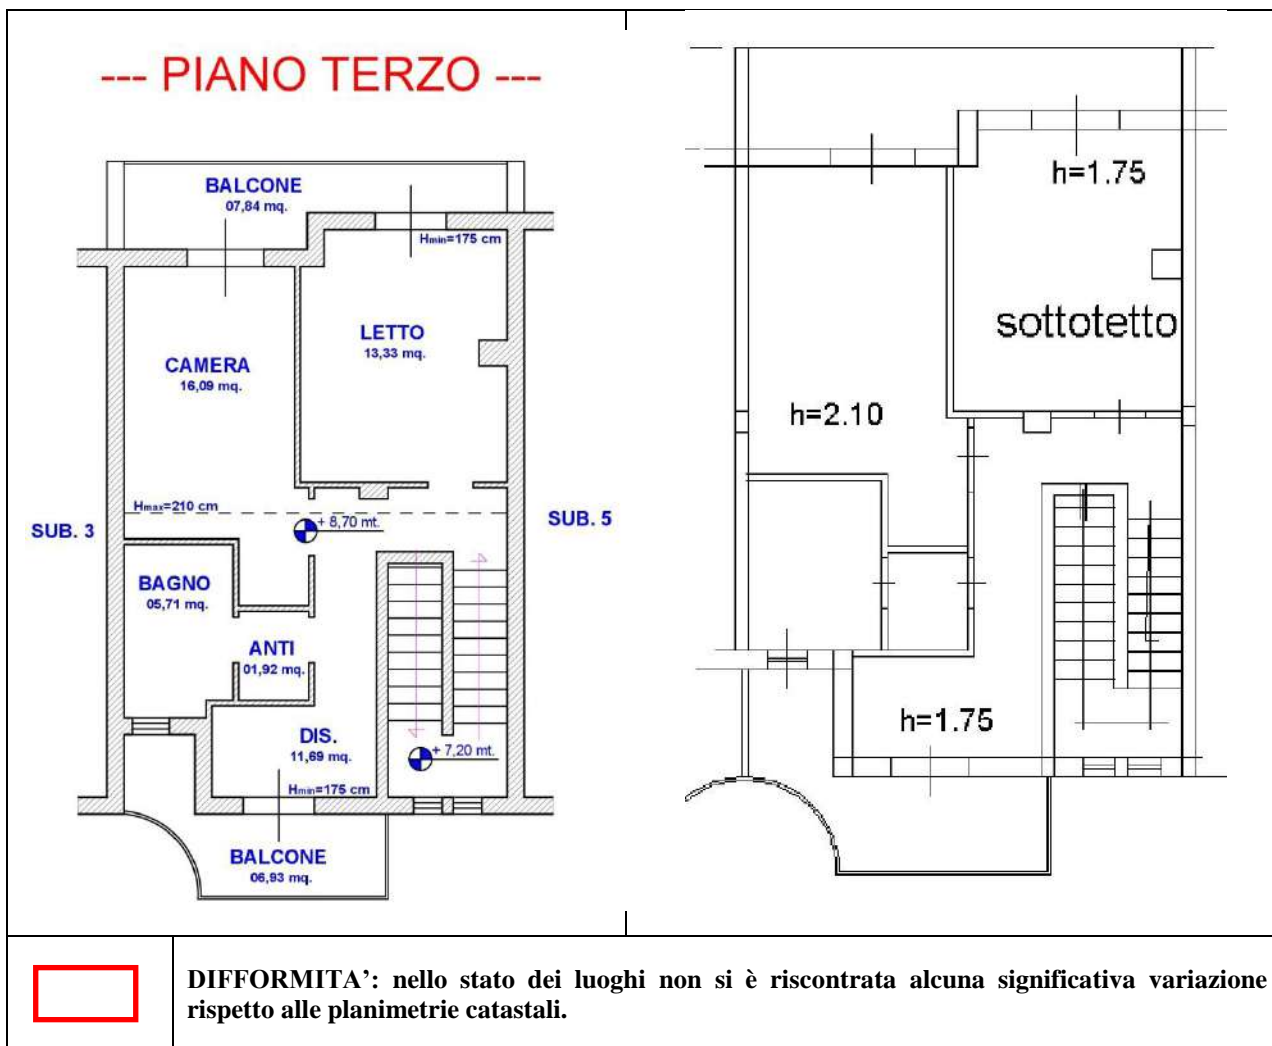 --- PIANO TERZO ---
BALCONE
07,84 mq.
Hmin=175 cm
LETTO
13,33 mq.
CAMERA
16,09 mq.
Hmax=210 cm
+ 8,70 mt.
SUB. 3
SUB. 5
BAGNO
05,71 mq.
ANTI
01,92 mq.
DIS.
11,69 mq.
+ 7,20 mt.
Hmin=175 cm
BALCONE
06,93 mq.
h=1.75
sottotetto
h=2.10
h=1.75
DIFFORMITA’: nello stato dei luoghi non si è riscontrata alcuna significativa variazione
rispetto alle planimetrie catastali.